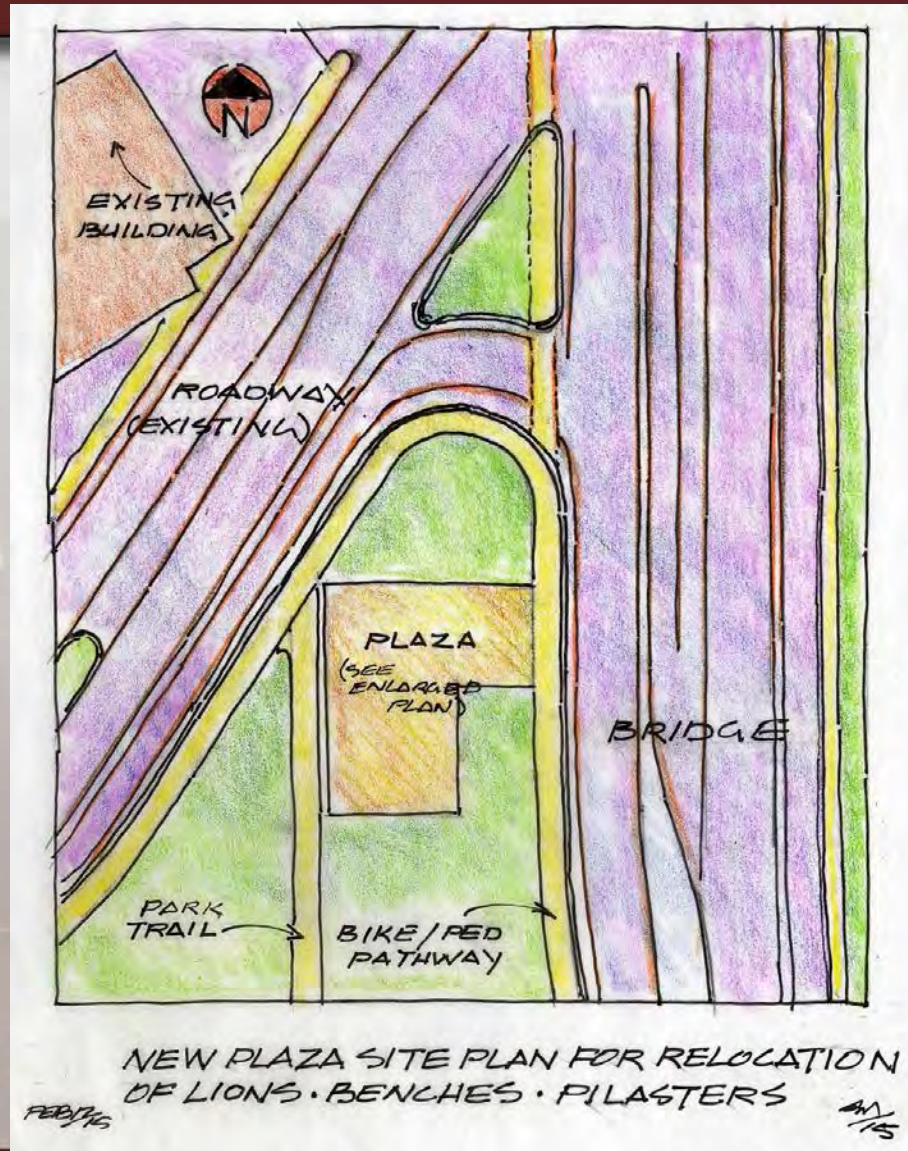 N
EXISTING
BUILDING
ROADWAY
(EXISTING)
PLAZA
(SEE
ENLARGED
PLAN)
BRIDGE
PARK
TRAIL
BIKE/PED
PATHWAY
NEW PLAZA SITE PLAN FOR RELOCATION
OF LIONS · BENCHES · PILASTERS